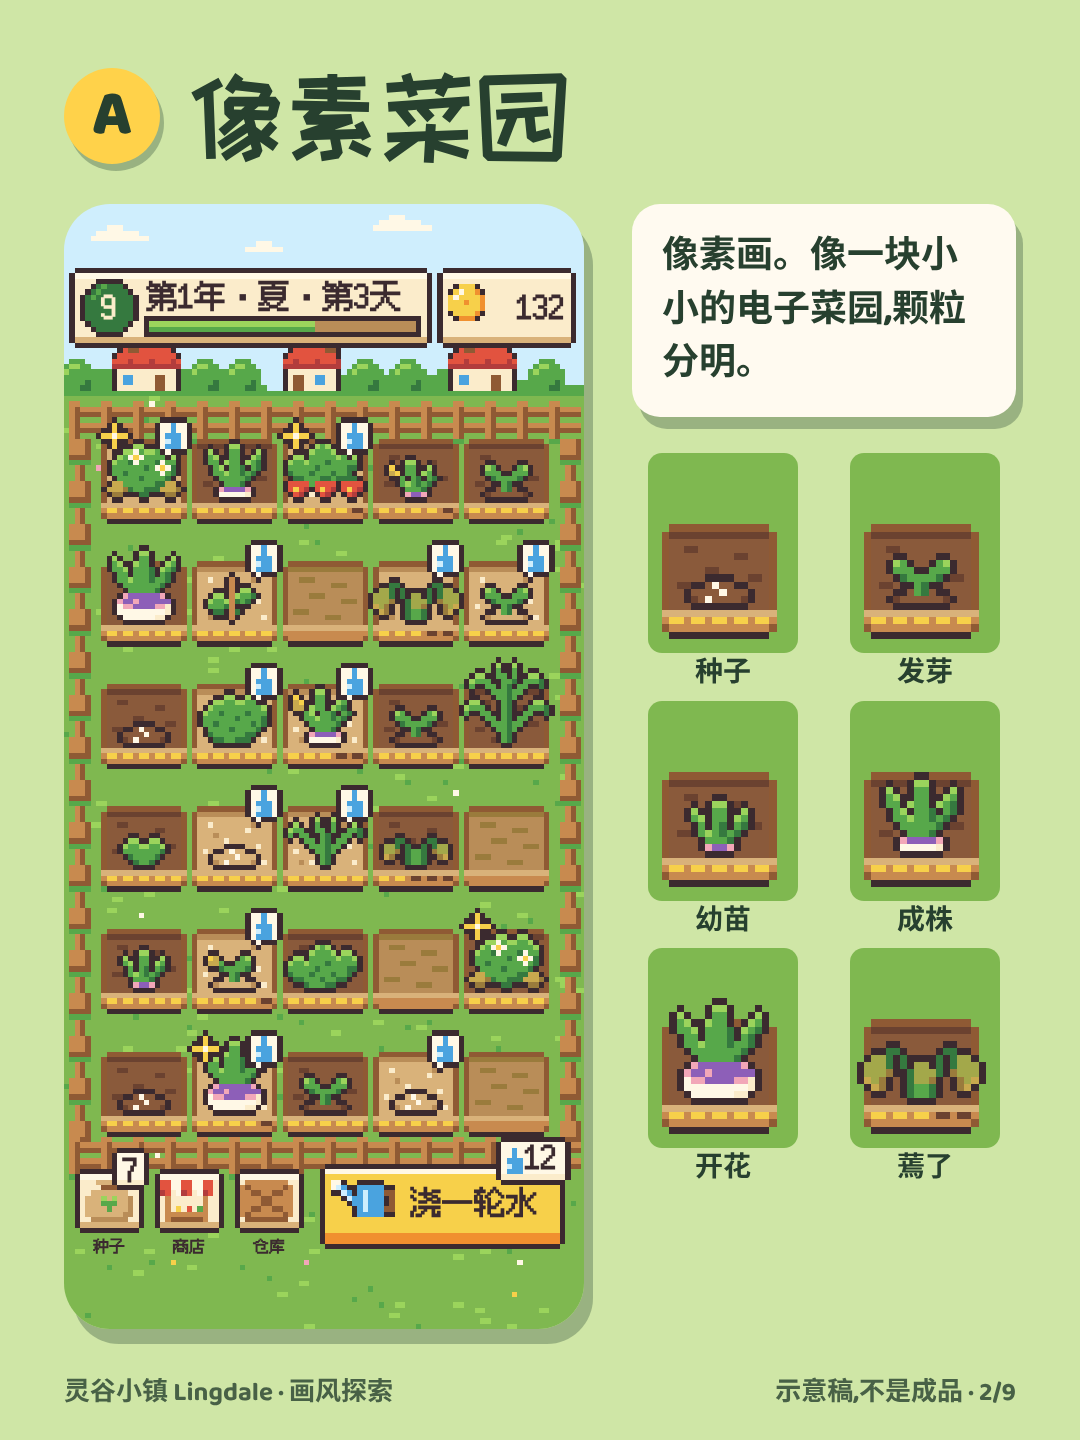 A 像素菜园
9 第1年·夏·第3天 132
像素画。像一块小
小的电子菜园,颗粒
分明。
种子 发芽
幼苗 成株
开花 蔫了
7 12
浇一轮水
种子 商店 仓库
灵谷小镇 Lingdale · 画风探索
示意稿,不是成品 · 2/9